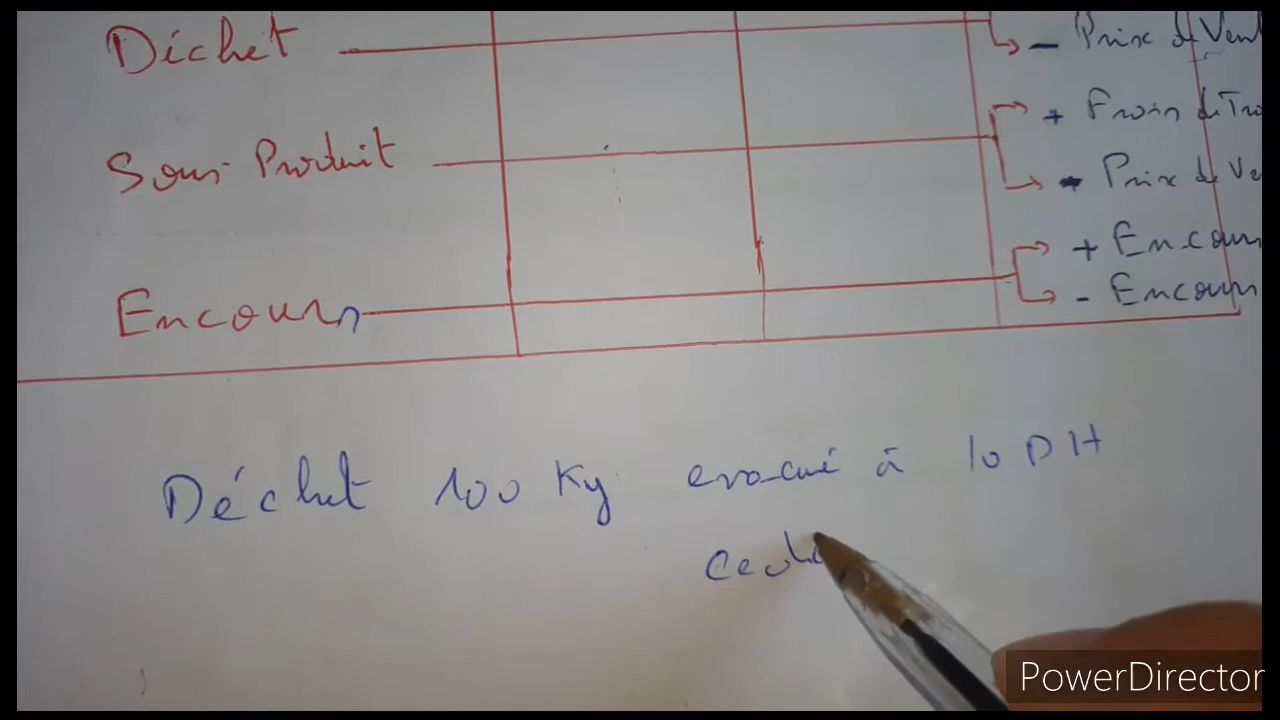 Déchet
- Prix de Vent
+ Frais de Tra
Sous-Produit
- Prix de Ve
+ Encours
Encours
- Encours
Déchet 100 Kg evacué à 10 DH
PowerDirector